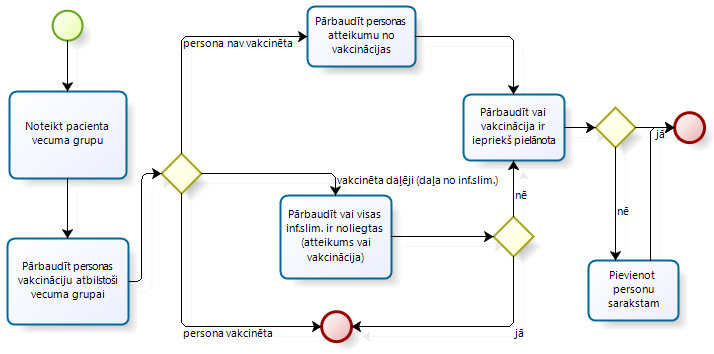 Noteikt pacienta
vecuma grupu
Pārbaudīt personas
vakcināciju atbilstoši
vecuma grupai
persona nav vakcinēta
Pārbaudīt personas
atteikumu no
vakcinācijas
vakcinēta daļēji (daļa no inf.slim.)
Pārbaudīt vai visas
inf.slim. ir noliegtas
(atteikums vai
vakcinācija)
persona vakcinēta
jā
nē
Pārbaudīt vai
vakcinācija ir
iepriekš pielānota
jā
nē
Pievienot
personu
sarakstam